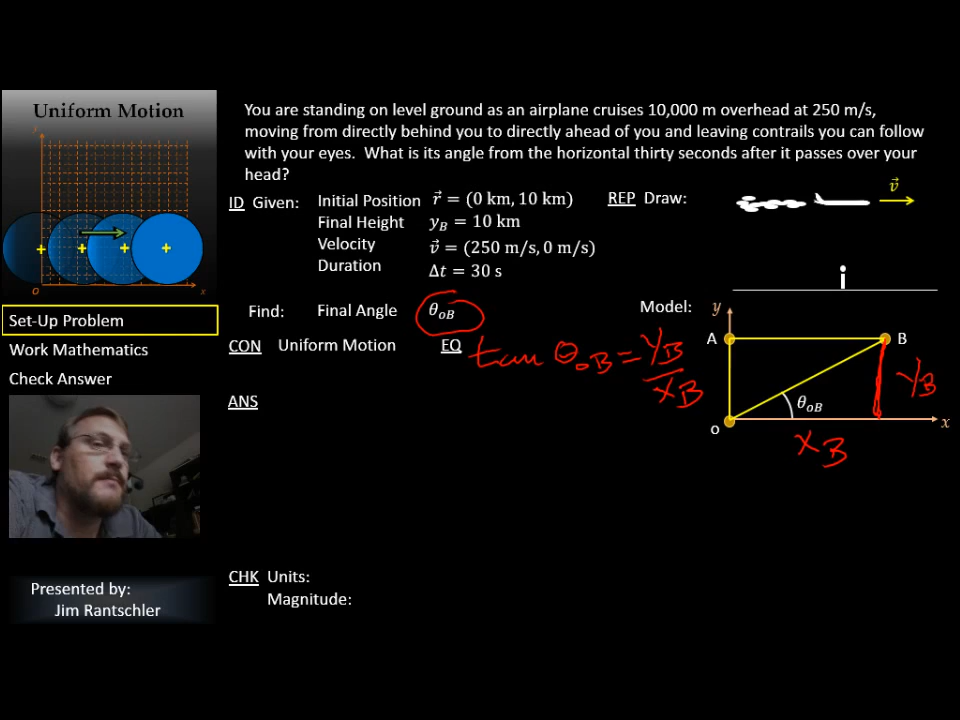 Uniform Motion
y
o
x
Set-Up Problem
Work Mathematics
Check Answer
Presented by:
Jim Rantschler
You are standing on level ground as an airplane cruises 10,000 m overhead at 250 m/s,
moving from directly behind you to directly ahead of you and leaving contrails you can follow
with your eyes. What is its angle from the horizontal thirty seconds after it passes over your
head?
ID Given: Initial Position r⃗ = (0 km, 10 km)
Final Height y_B = 10 km
Velocity v⃗ = (250 m/s, 0 m/s)
Duration Δt = 30 s
Find: Final Angle θ_oB
CON Uniform Motion EQ tan θ_oB = y_B / x_B
ANS
CHK Units:
Magnitude:
REP Draw:
v⃗
Model:
y
A B
y_B
θ_oB
o x
x_B